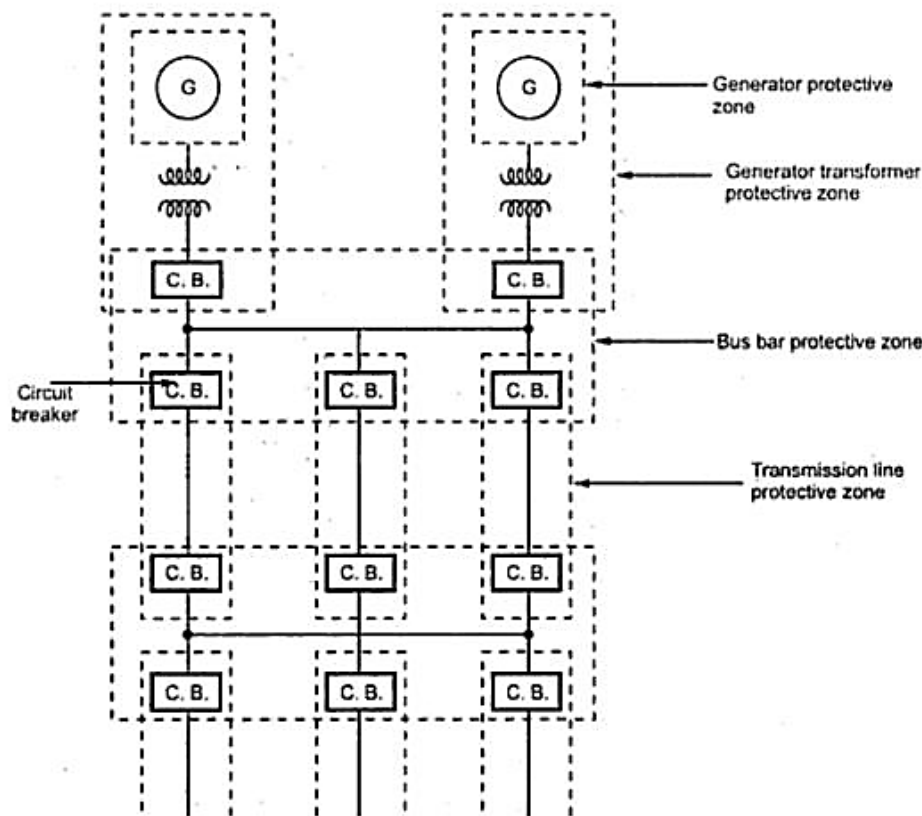 G
G
Generator protective
zone
Generator transformer
protective zone
C. B.
C. B.
Bus bar protective zone
Circuit
breaker
C. B.
C. B.
C. B.
Transmission line
protective zone
C. B.
C. B.
C. B.
C. B.
C. B.
C. B.